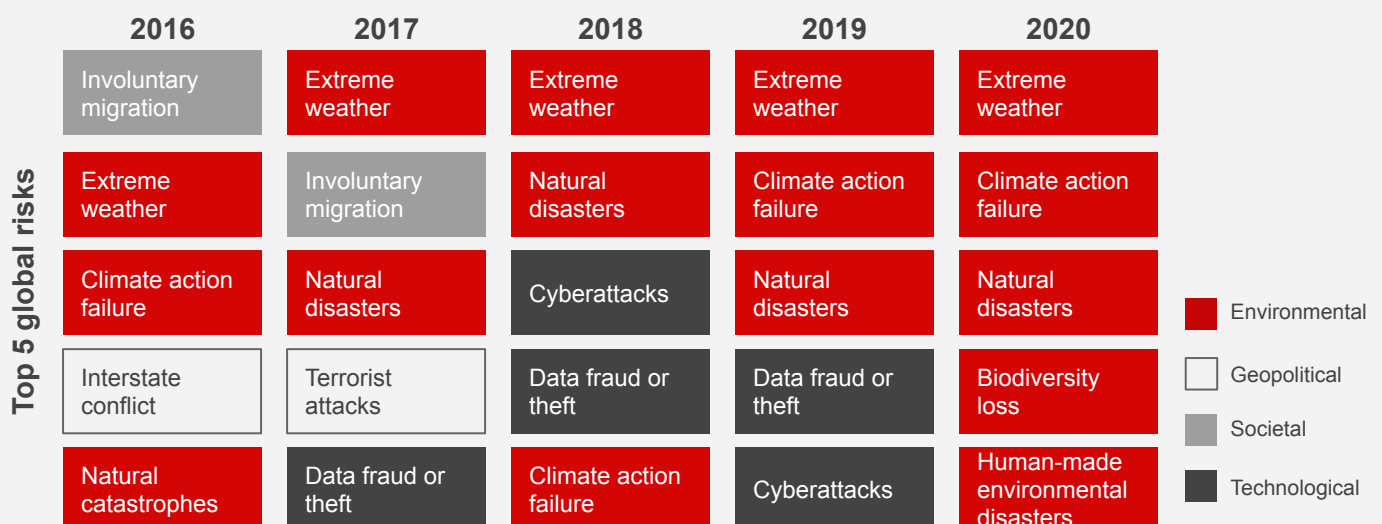 2016 2017 2018 2019 2020
Top 5 global risks
Involuntary
migration
Extreme
weather
Extreme
weather
Extreme
weather
Extreme
weather
Extreme
weather
Involuntary
migration
Natural
disasters
Climate action
failure
Climate action
failure
Climate action
failure
Natural
disasters
Cyberattacks
Natural
disasters
Natural
disasters
Interstate
conflict
Terrorist
attacks
Data fraud or
theft
Data fraud or
theft
Biodiversity
loss
Natural
catastrophes
Data fraud or
theft
Climate action
failure
Cyberattacks
Human-made
environmental
disasters
Environmental
Geopolitical
Societal
Technological